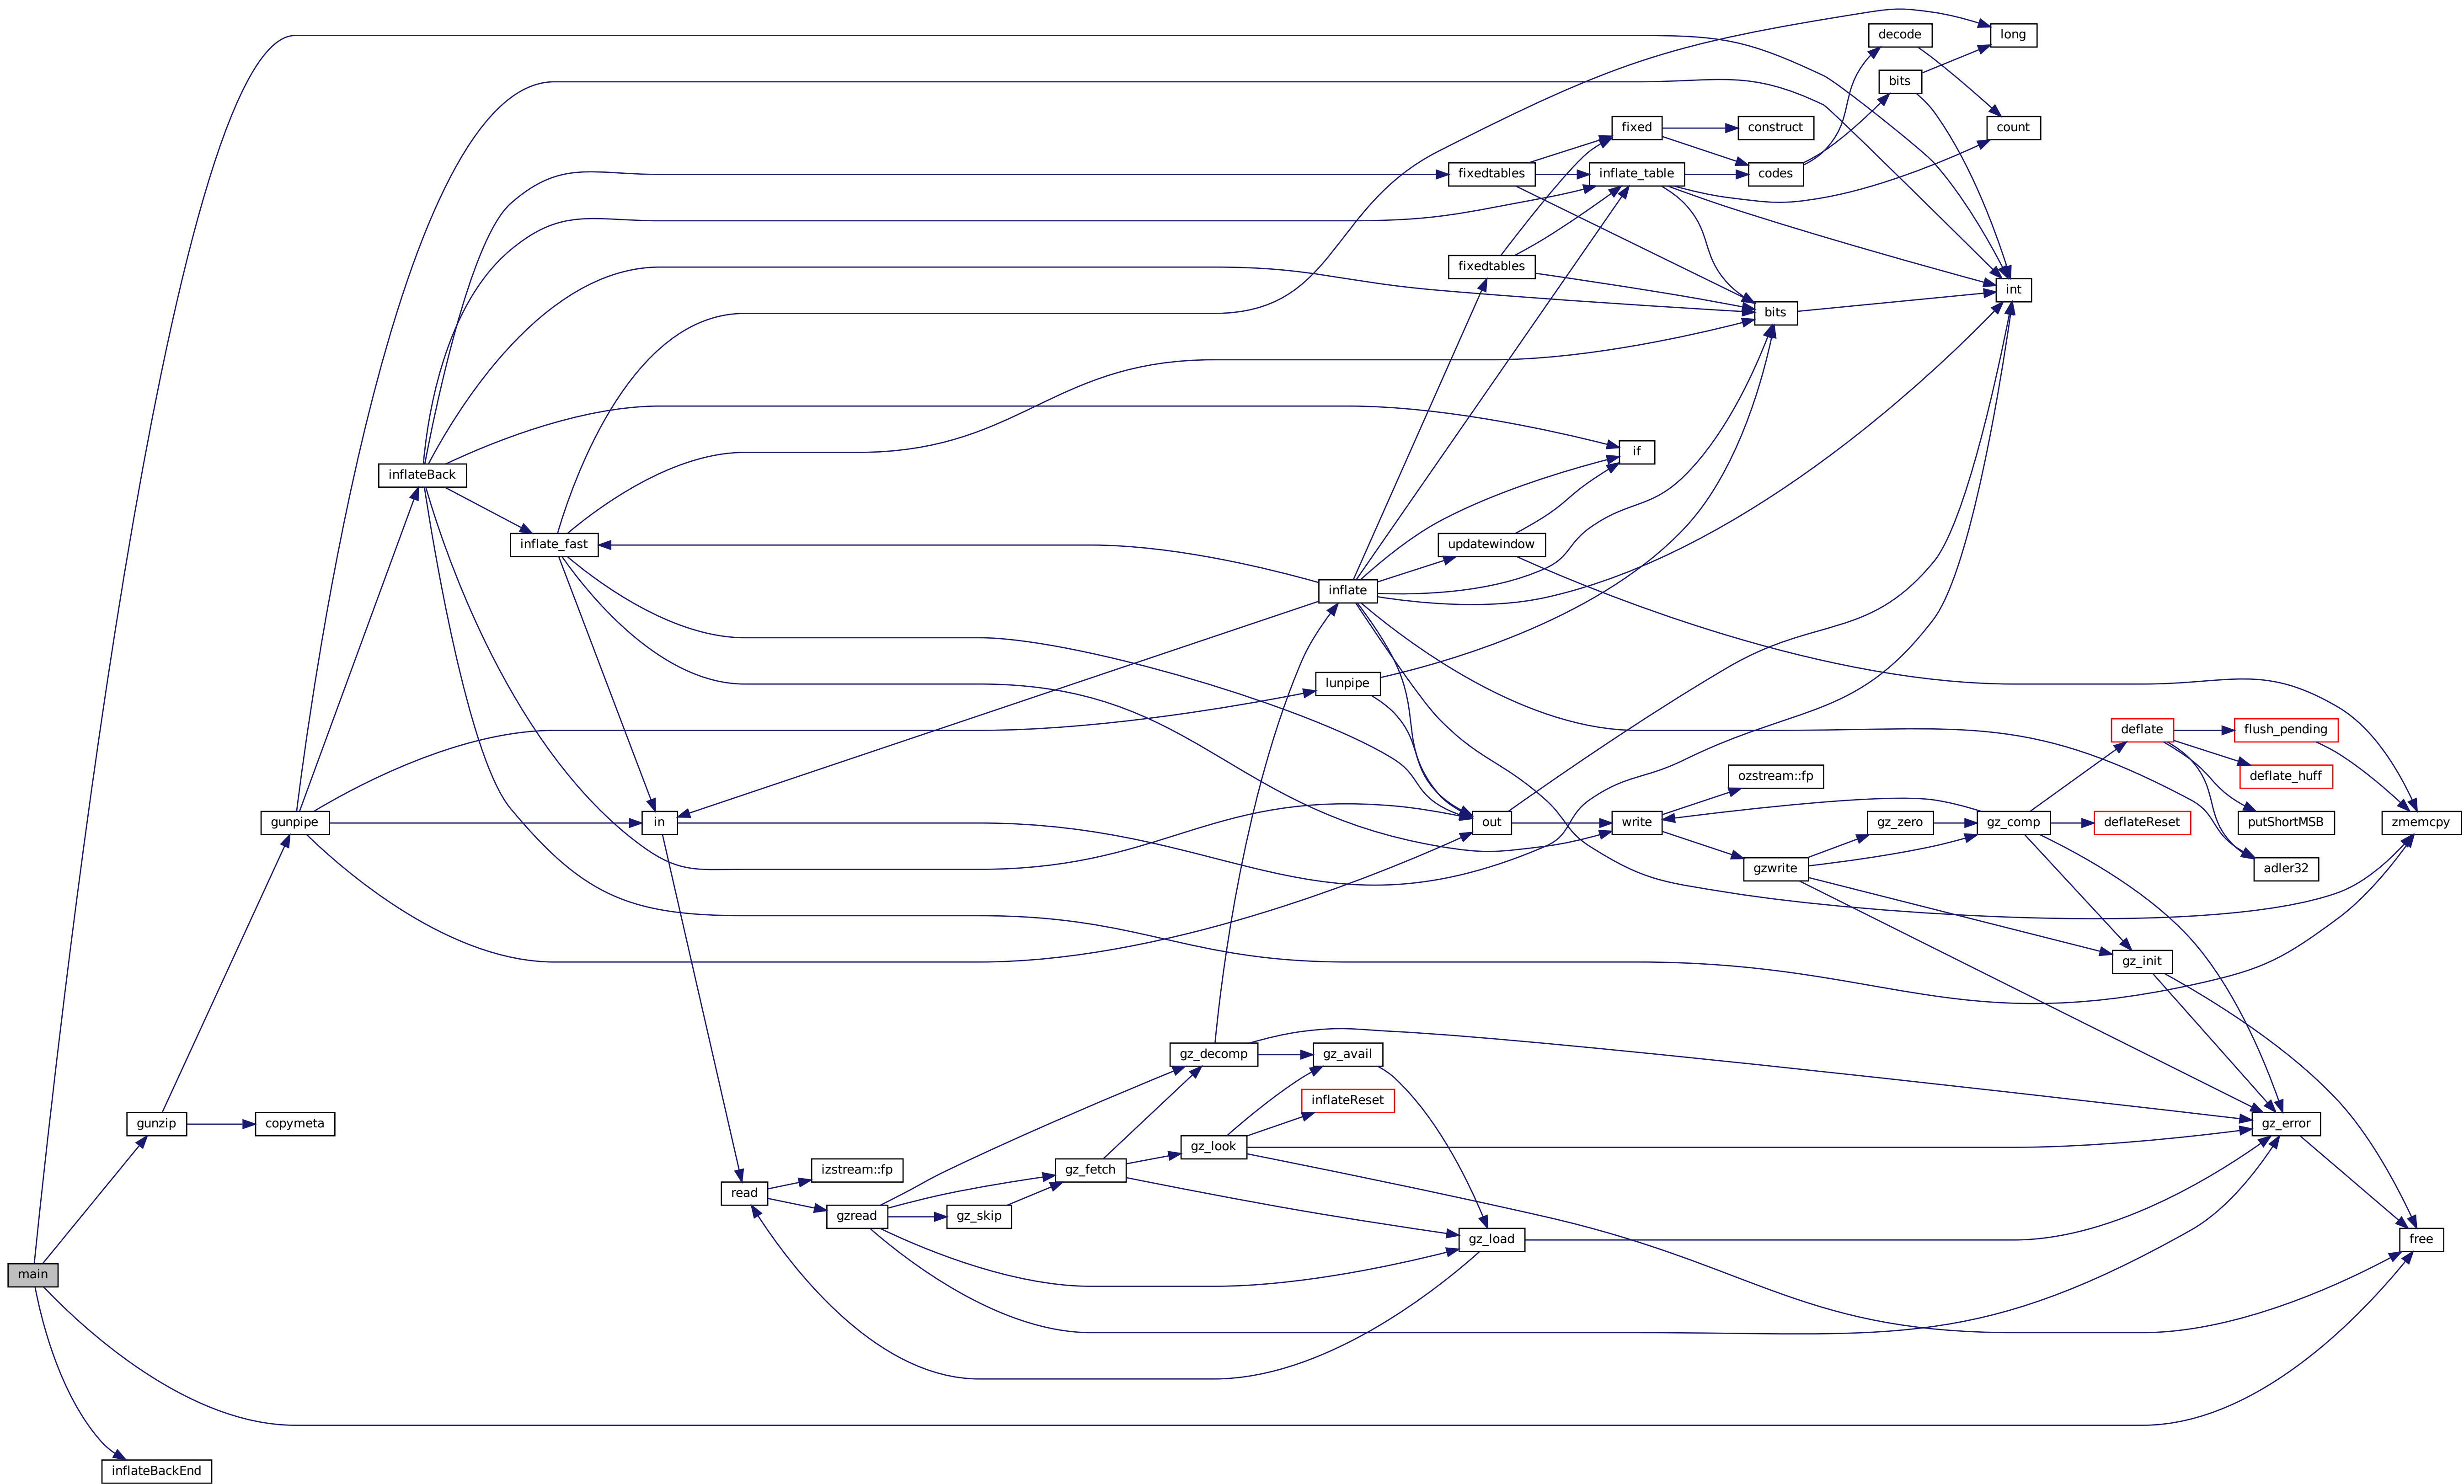 main
gunzip
copymeta
inflateBackEnd
gunpipe
inflateBack
inflate_fast
in
read
izstream::fp
gzread
gz_skip
gz_fetch
gz_decomp
gz_look
gz_avail
inflateReset
gz_load
inflate
lunpipe
updatewindow
fixedtables
fixedtables
out
fixed
inflate_table
if
write
construct
codes
bits
ozstream::fp
gzwrite
decode
bits
gz_zero
gz_comp
long
count
int
deflate
deflateReset
gz_init
flush_pending
deflate_huff
putShortMSB
adler32
gz_error
zmemcpy
free